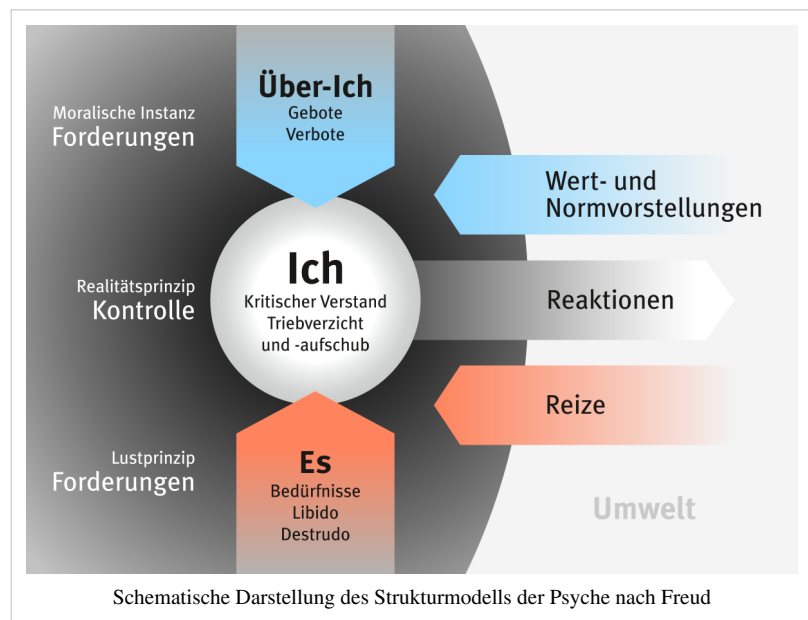 Über-Ich
Gebote
Verbote
Moralische Instanz
Forderungen
Wert- und
Normvorstellungen
Ich
Kritischer Verstand
Triebverzicht
und -aufschub
Realitätsprinzip
Kontrolle
Reaktionen
Reize
Lustprinzip
Forderungen
Es
Bedürfnisse
Libido
Destrudo
Umwelt
Schematische Darstellung des Strukturmodells der Psyche nach Freud